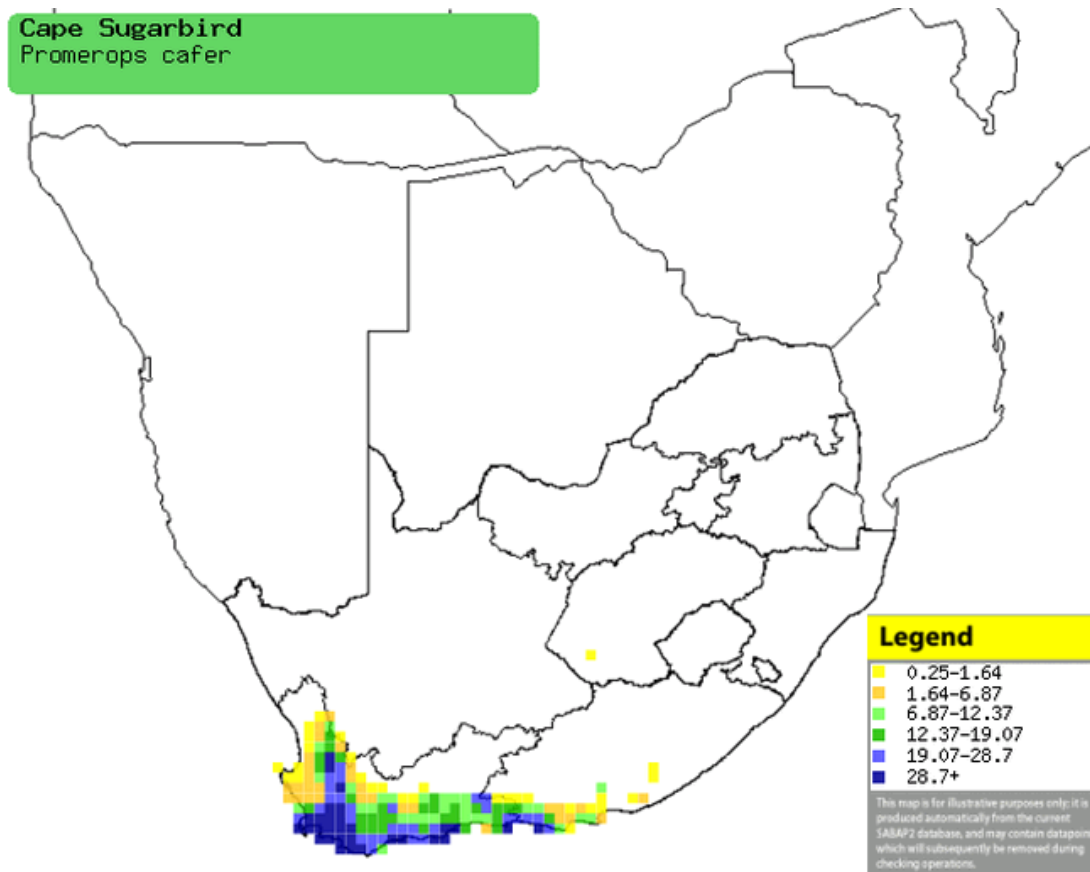 Cape Sugarbird
Promerops cafer
Legend
0.25-1.64
1.64-6.87
6.87-12.37
12.37-19.07
19.07-28.7
28.7+
This map is for illustrative purposes only; it is
produced automatically from the current
SABAP2 database, and may contain datapoin
which will subsequently be removed during
checking operations.